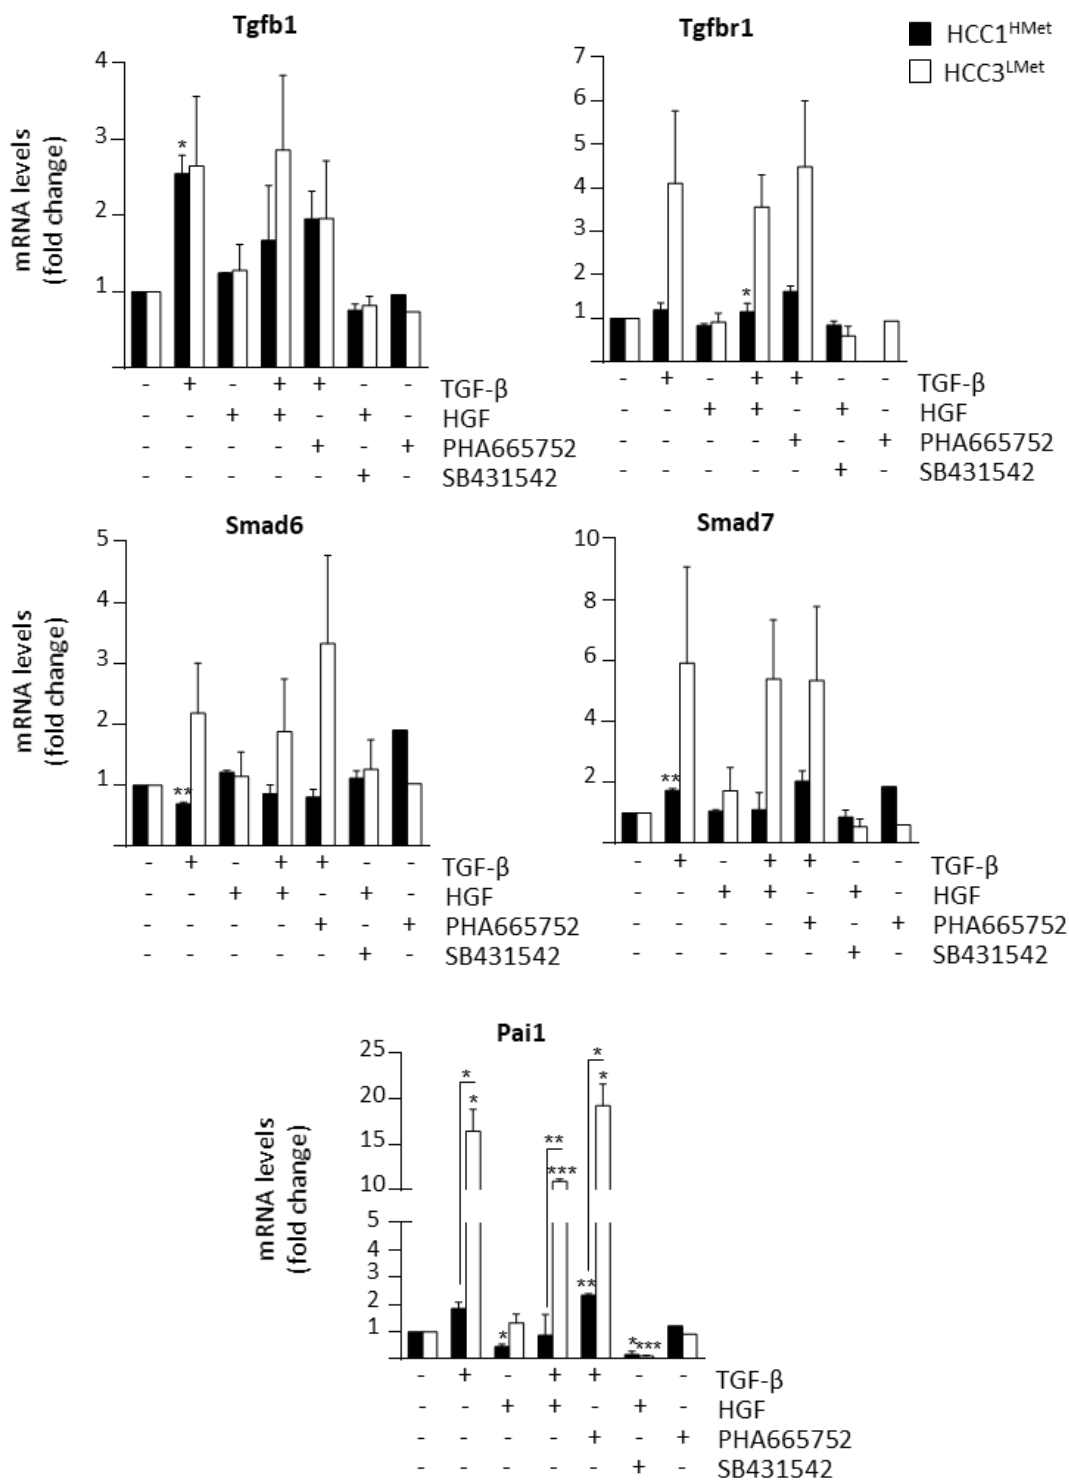 Tgfb1
Tgfbr1
HCC1HMet
HCC3LMet
mRNA levels
(fold change)
4
3
2
1
7
6
5
4
3
2
1
- + - + + - - TGF-β
- - + + - + - HGF
- - - - + - + PHA665752
- - - - - + - SB431542
- + - + + - - TGF-β
- - + + - + - HGF
- - - - + - + PHA665752
- - - - - + - SB431542
*
*
Smad6
Smad7
mRNA levels
(fold change)
5
4
3
2
1
10
8
6
4
2
**
**
- + - + + - - TGF-β
- - + + - + - HGF
- - - - + - + PHA665752
- - - - - + - SB431542
- + - + + - - TGF-β
- - + + - + - HGF
- - - - + - + PHA665752
- - - - - + - SB431542
Pai1
mRNA levels
(fold change)
25
20
15
10
5
4
3
2
1
* *
* *
**
***
**
*
* ***
- + - + + - - TGF-β
- - + + - + - HGF
- - - - + - + PHA665752
- - - - - + - SB431542